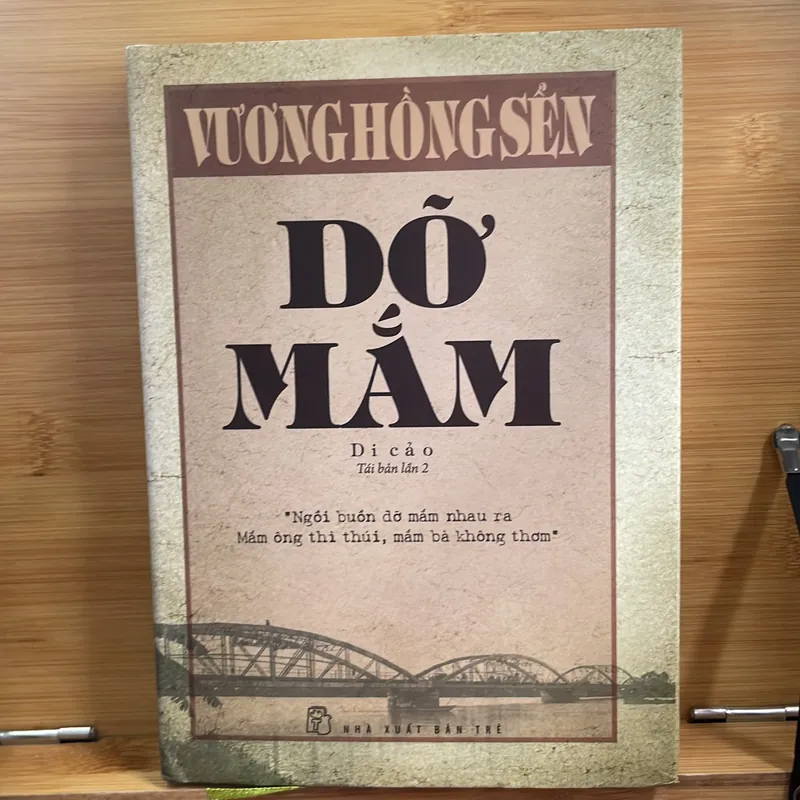 VƯƠNG HỒNG SỂN
DỠ
MẮM
Di cảo
Tái bản lần 2
"Ngồi buồn dỡ mắm nhau ra
Mắm ông thì thúi, mắm bà không thơm"
NHÀ XUẤT BẢN TRẺ